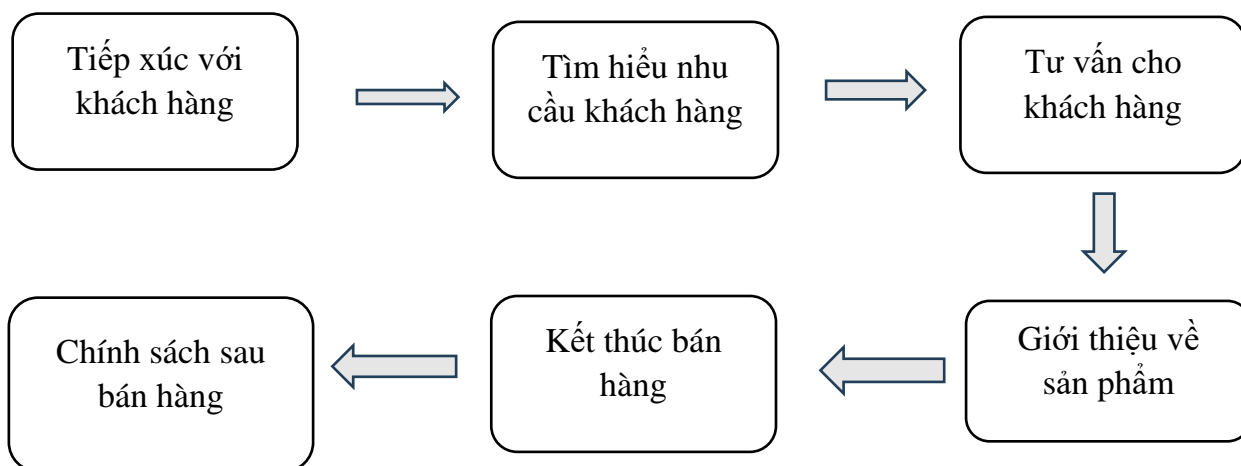 Tiếp xúc với
khách hàng
Tìm hiểu nhu
cầu khách hàng
Tư vấn cho
khách hàng
Giới thiệu về
sản phẩm
Kết thúc bán
hàng
Chính sách sau
bán hàng